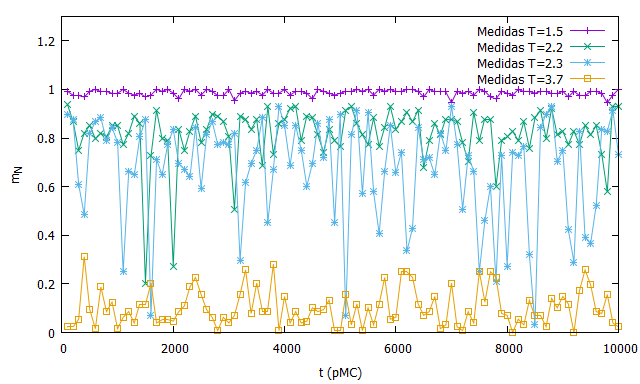 1.2
1
0.8
0.6
0.4
0.2
0
m_N
Medidas T=1.5
Medidas T=2.2
Medidas T=2.3
Medidas T=3.7
0 2000 4000 6000 8000 10000
t (pMC)